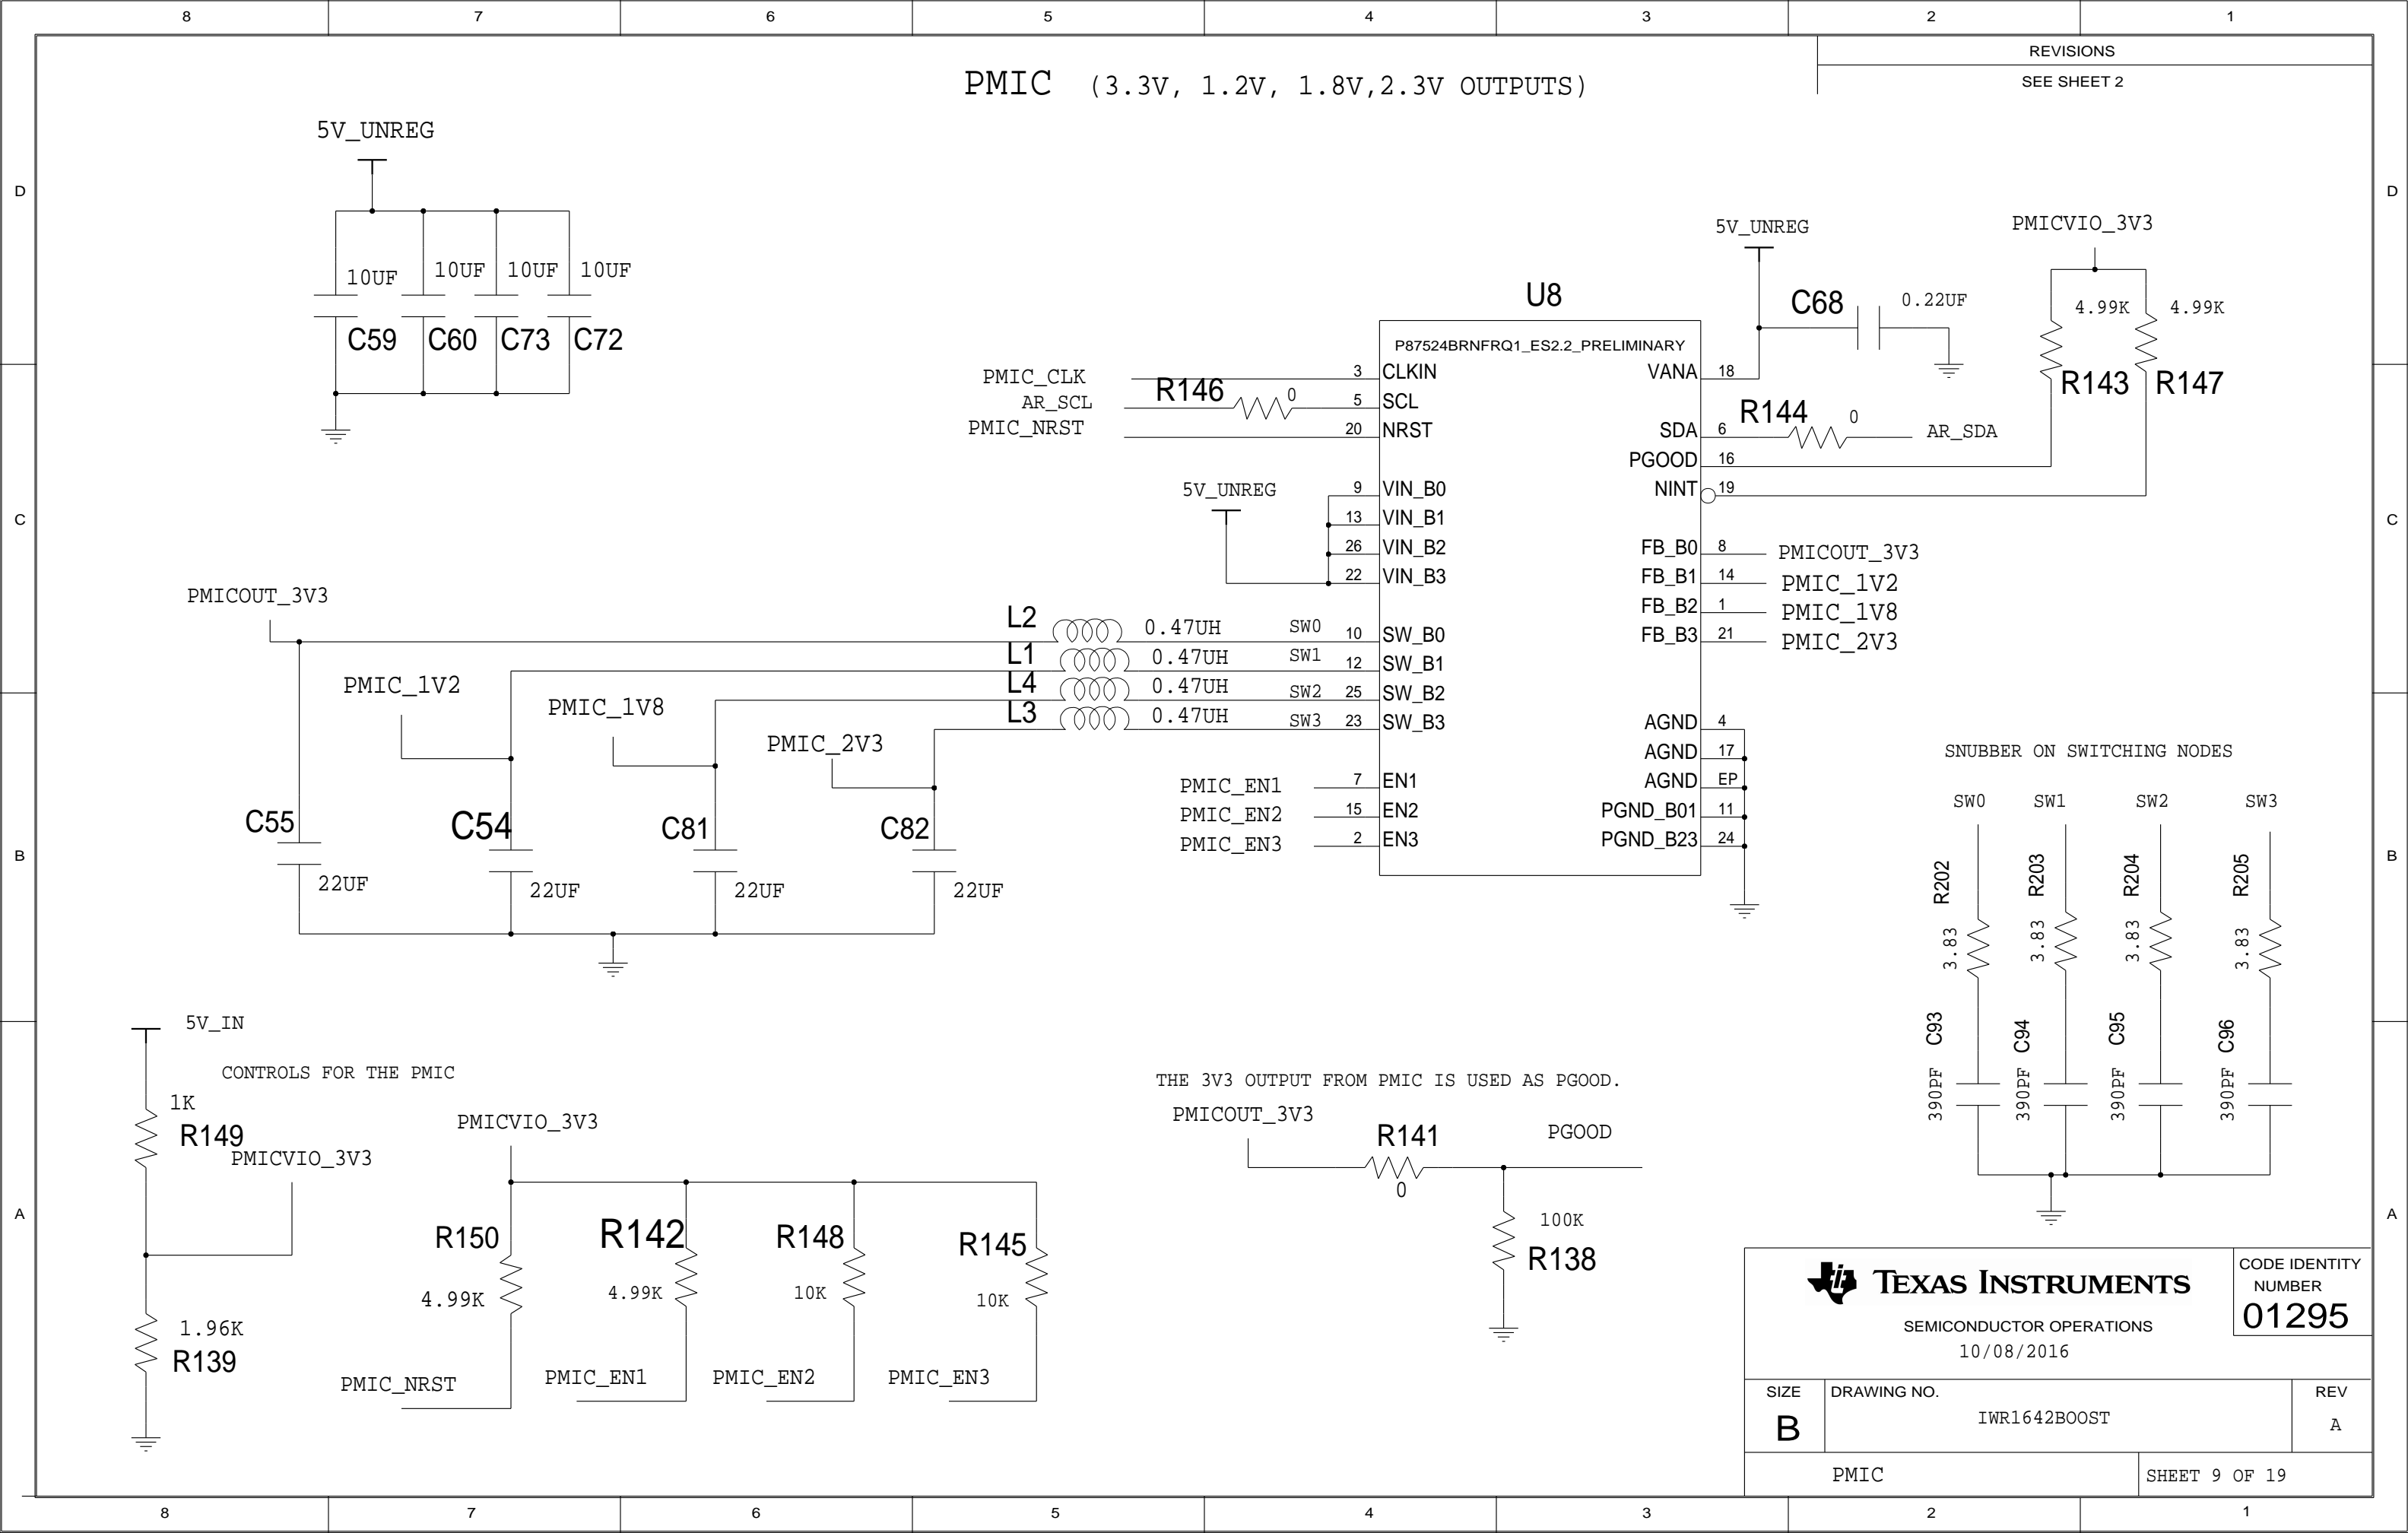 8 7 6 5 4 3 2 1
REVISIONS
SEE SHEET 2
PMIC (3.3V, 1.2V, 1.8V,2.3V OUTPUTS)
D
D
5V_UNREG
10UF 10UF 10UF 10UF
C59 C60 C73 C72
5V_UNREG
PMICVIO_3V3
C68 0.22UF
4.99K 4.99K
R143 R147
U8
P87524BRNFRQ1_ES2.2_PRELIMINARY
PMIC_CLK 3 CLKIN
AR_SCL R146 0 5 SCL
PMIC_NRST 20 NRST
VANA 18
SDA 6 R144 0 AR_SDA
PGOOD 16
NINT 19
C
C
5V_UNREG
9 VIN_B0
13 VIN_B1
26 VIN_B2
22 VIN_B3
FB_B0 8 PMICOUT_3V3
FB_B1 14 PMIC_1V2
FB_B2 1 PMIC_1V8
FB_B3 21 PMIC_2V3
PMICOUT_3V3
L2 0.47UH SW0 10 SW_B0
L1 0.47UH SW1 12 SW_B1
L4 0.47UH SW2 25 SW_B2
L3 0.47UH SW3 23 SW_B3
PMIC_1V2
PMIC_1V8
PMIC_2V3
AGND 4
AGND 17
AGND EP
PGND_B01 11
PGND_B23 24
PMIC_EN1 7 EN1
PMIC_EN2 15 EN2
PMIC_EN3 2 EN3
C55 C54 C81 C82
22UF 22UF 22UF 22UF
B
B
SNUBBER ON SWITCHING NODES
SW0 SW1 SW2 SW3
R202 R203 R204 R205
3.83 3.83 3.83 3.83
C93 C94 C95 C96
390PF 390PF 390PF 390PF
5V_IN
CONTROLS FOR THE PMIC
1K
R149
PMICVIO_3V3
1.96K
R139
PMICVIO_3V3
R150 R142 R148 R145
4.99K 4.99K 10K 10K
PMIC_NRST PMIC_EN1 PMIC_EN2 PMIC_EN3
THE 3V3 OUTPUT FROM PMIC IS USED AS PGOOD.
PMICOUT_3V3
R141
0
PGOOD
100K
R138
A
A
TEXAS INSTRUMENTS
SEMICONDUCTOR OPERATIONS
10/08/2016
CODE IDENTITY
NUMBER
01295
SIZE
B
DRAWING NO.
IWR1642BOOST
REV
A
PMIC
SHEET 9 OF 19
8 7 6 5 4 3 2 1